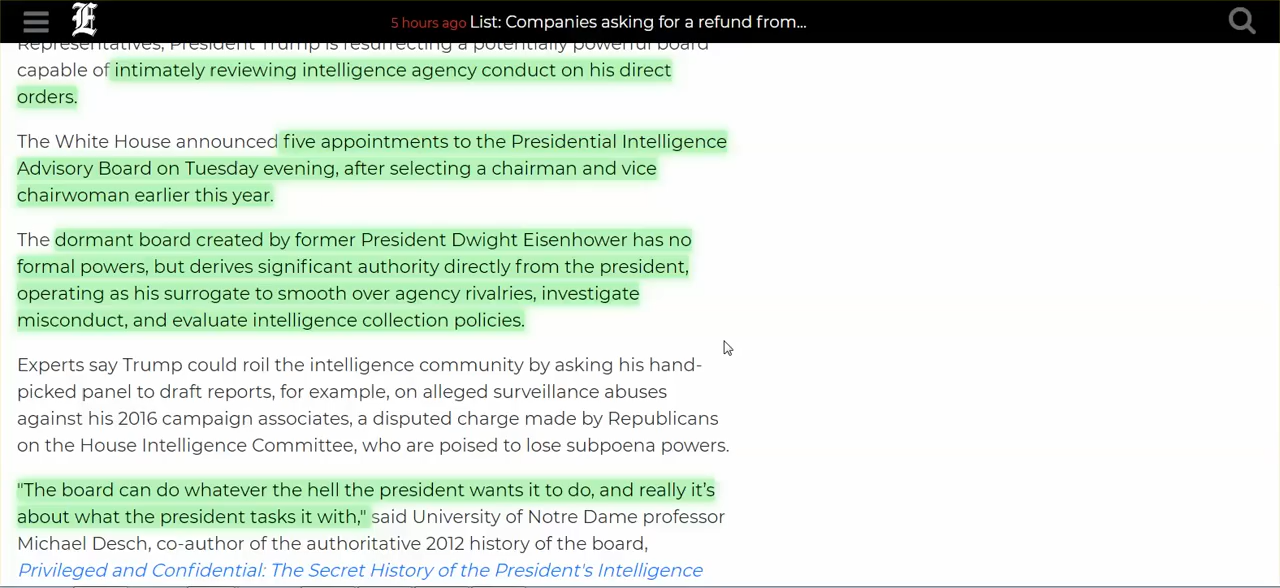 E
5 hours ago List: Companies asking for a refund from...
Representatives, President Trump is resurrecting a potentially powerful board
capable of intimately reviewing intelligence agency conduct on his direct
orders.
The White House announced five appointments to the Presidential Intelligence
Advisory Board on Tuesday evening, after selecting a chairman and vice
chairwoman earlier this year.
The dormant board created by former President Dwight Eisenhower has no
formal powers, but derives significant authority directly from the president,
operating as his surrogate to smooth over agency rivalries, investigate
misconduct, and evaluate intelligence collection policies.
Experts say Trump could roil the intelligence community by asking his hand-
picked panel to draft reports, for example, on alleged surveillance abuses
against his 2016 campaign associates, a disputed charge made by Republicans
on the House Intelligence Committee, who are poised to lose subpoena powers.
"The board can do whatever the hell the president wants it to do, and really it’s
about what the president tasks it with," said University of Notre Dame professor
Michael Desch, co-author of the authoritative 2012 history of the board,
Privileged and Confidential: The Secret History of the President's Intelligence